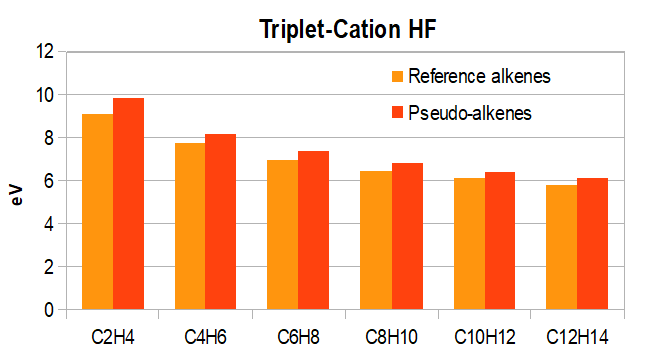 Triplet-Cation HF
12
10
8
6
4
2
0
eV
Reference alkenes
Pseudo-alkenes
C2H4 C4H6 C6H8 C8H10 C10H12 C12H14